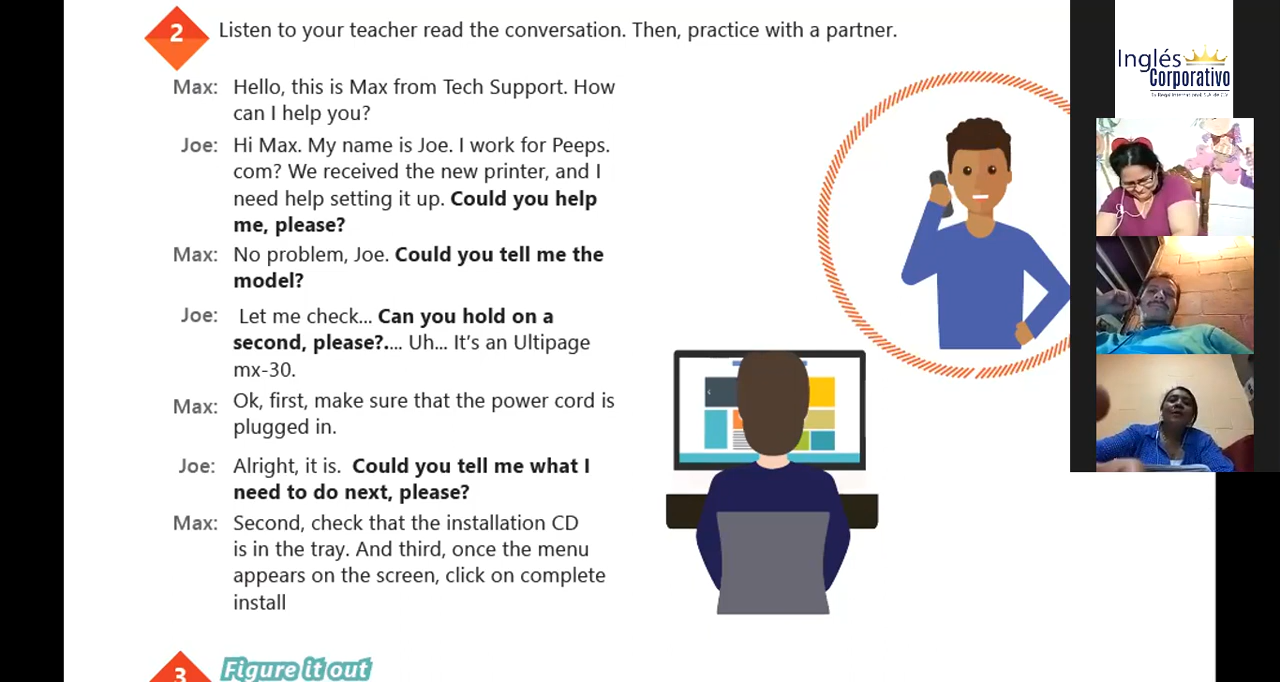 2
Listen to your teacher read the conversation. Then, practice with a partner.
Max: Hello, this is Max from Tech Support. How
can I help you?
Joe: Hi Max. My name is Joe. I work for Peeps.
com? We received the new printer, and I
need help setting it up. Could you help
me, please?
Max: No problem, Joe. Could you tell me the
model?
Joe: Let me check... Can you hold on a
second, please?.... Uh... It's an Ultipage
mx-30.
Max: Ok, first, make sure that the power cord is
plugged in.
Joe: Alright, it is. Could you tell me what I
need to do next, please?
Max: Second, check that the installation CD
is in the tray. And third, once the menu
appears on the screen, click on complete
install
3
Figure it out
Inglés
Corporativo